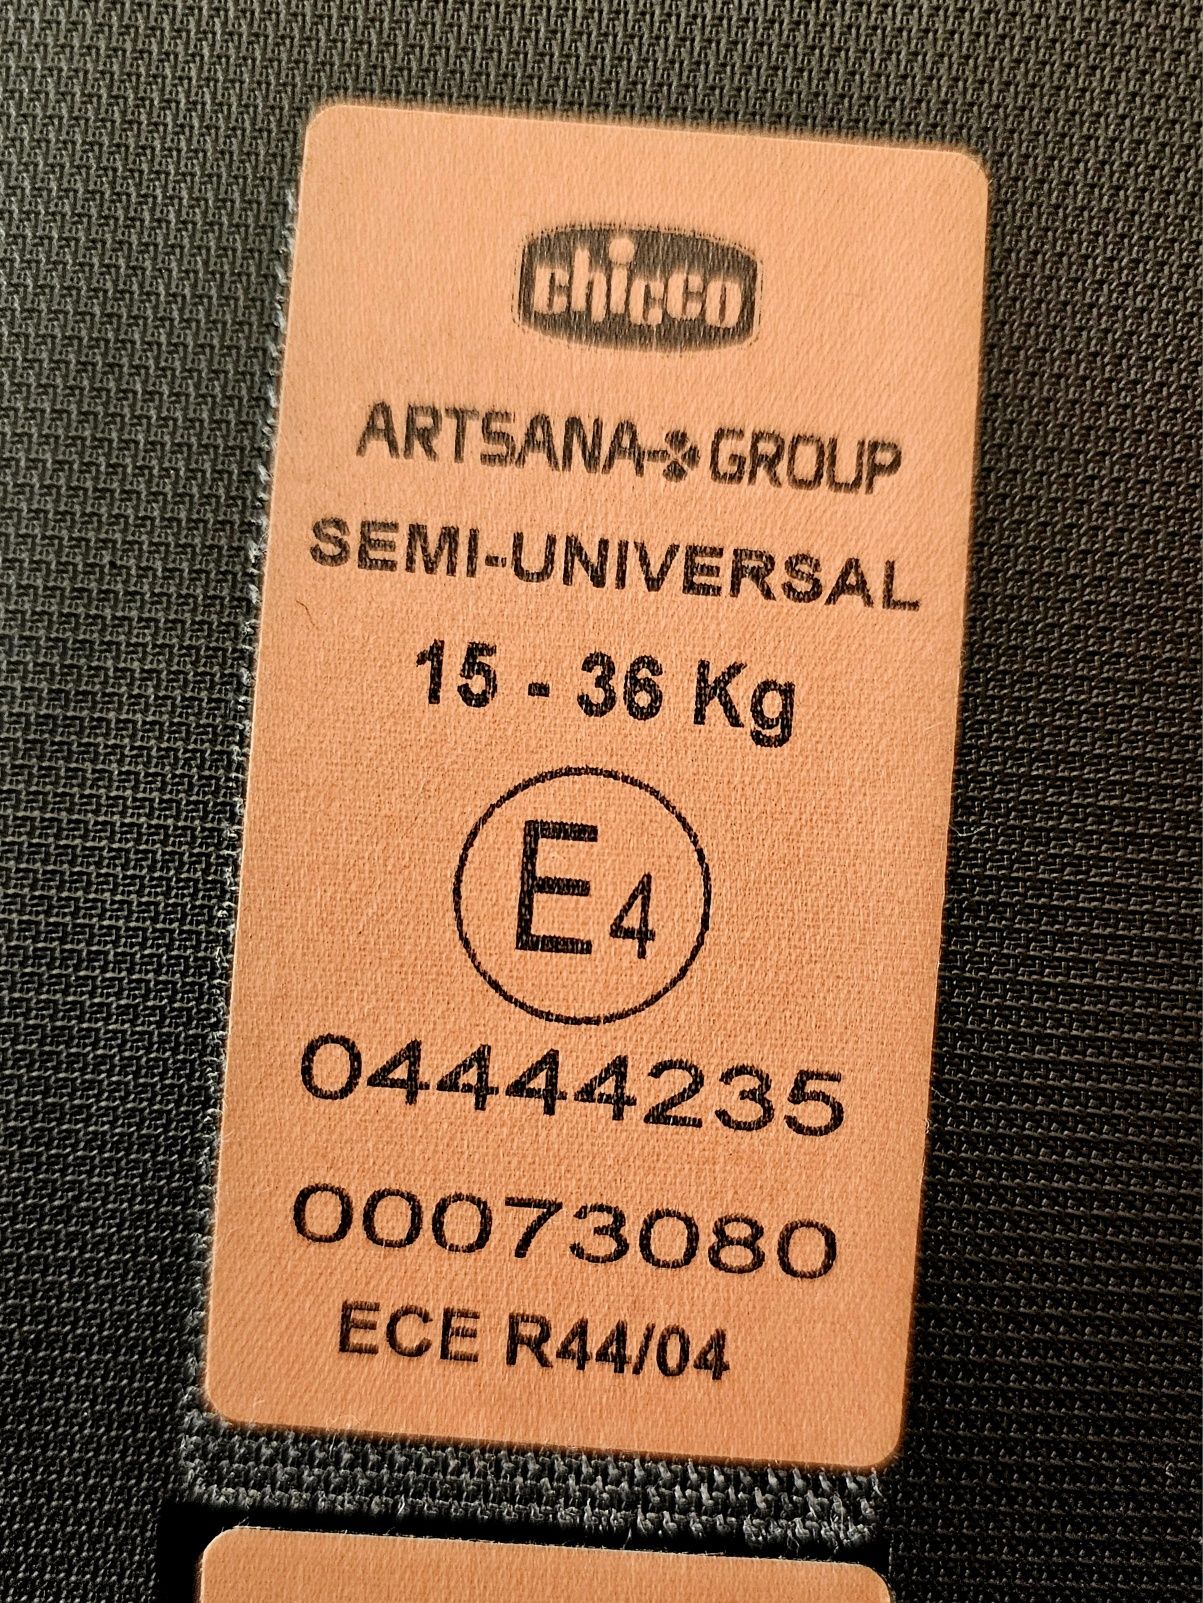 chicco
ARTSANA GROUP
SEMI-UNIVERSAL
15 - 36 Kg
E4
04444235
00073080
ECE R44/04